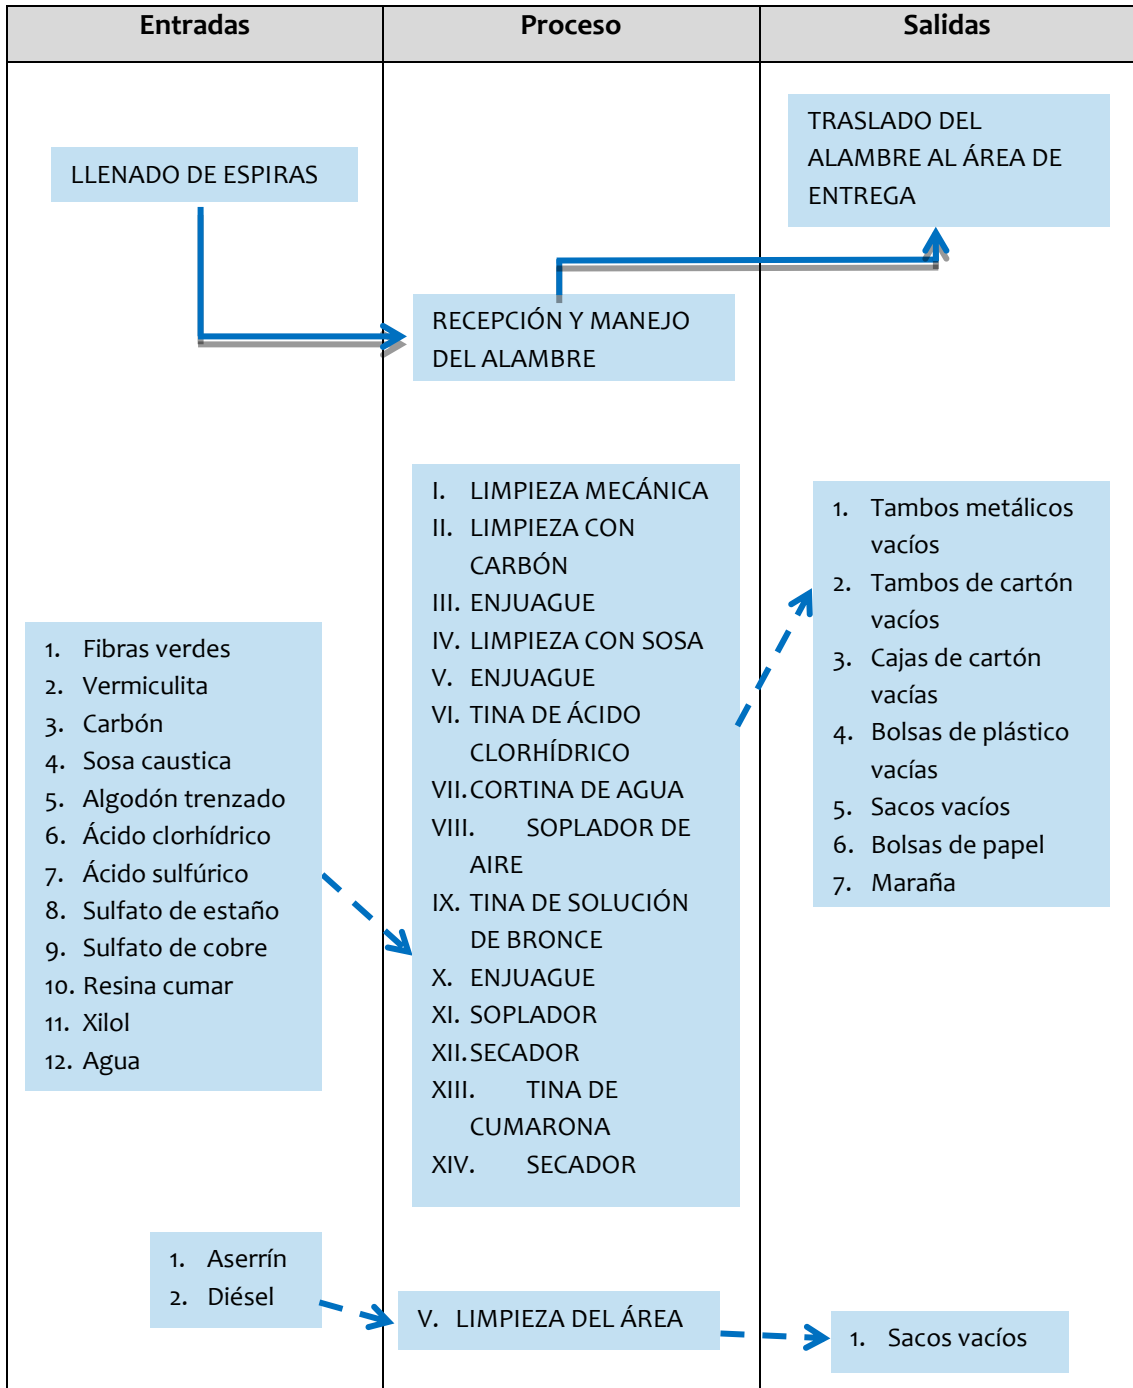 Entradas
Proceso
Salidas
LLENADO DE ESPIRAS
TRASLADO DEL
ALAMBRE AL ÁREA DE
ENTREGA
RECEPCIÓN Y MANEJO
DEL ALAMBRE
1. Fibras verdes
2. Vermiculita
3. Carbón
4. Sosa caustica
5. Algodón trenzado
6. Ácido clorhídrico
7. Ácido sulfúrico
8. Sulfato de estaño
9. Sulfato de cobre
10. Resina cumar
11. Xilol
12. Agua
I. LIMPIEZA MECÁNICA
II. LIMPIEZA CON
CARBÓN
III. ENJUAGUE
IV. LIMPIEZA CON SOSA
V. ENJUAGUE
VI. TINA DE ÁCIDO
CLORHÍDRICO
VII. CORTINA DE AGUA
VIII. SOPLADOR DE
AIRE
IX. TINA DE SOLUCIÓN
DE BRONCE
X. ENJUAGUE
XI. SOPLADOR
XII. SECADOR
XIII. TINA DE
CUMARONA
XIV. SECADOR
1. Tambos metálicos
vacíos
2. Tambos de cartón
vacíos
3. Cajas de cartón
vacías
4. Bolsas de plástico
vacías
5. Sacos vacíos
6. Bolsas de papel
7. Maraña
1. Aserrín
2. Diésel
V. LIMPIEZA DEL ÁREA
1. Sacos vacíos